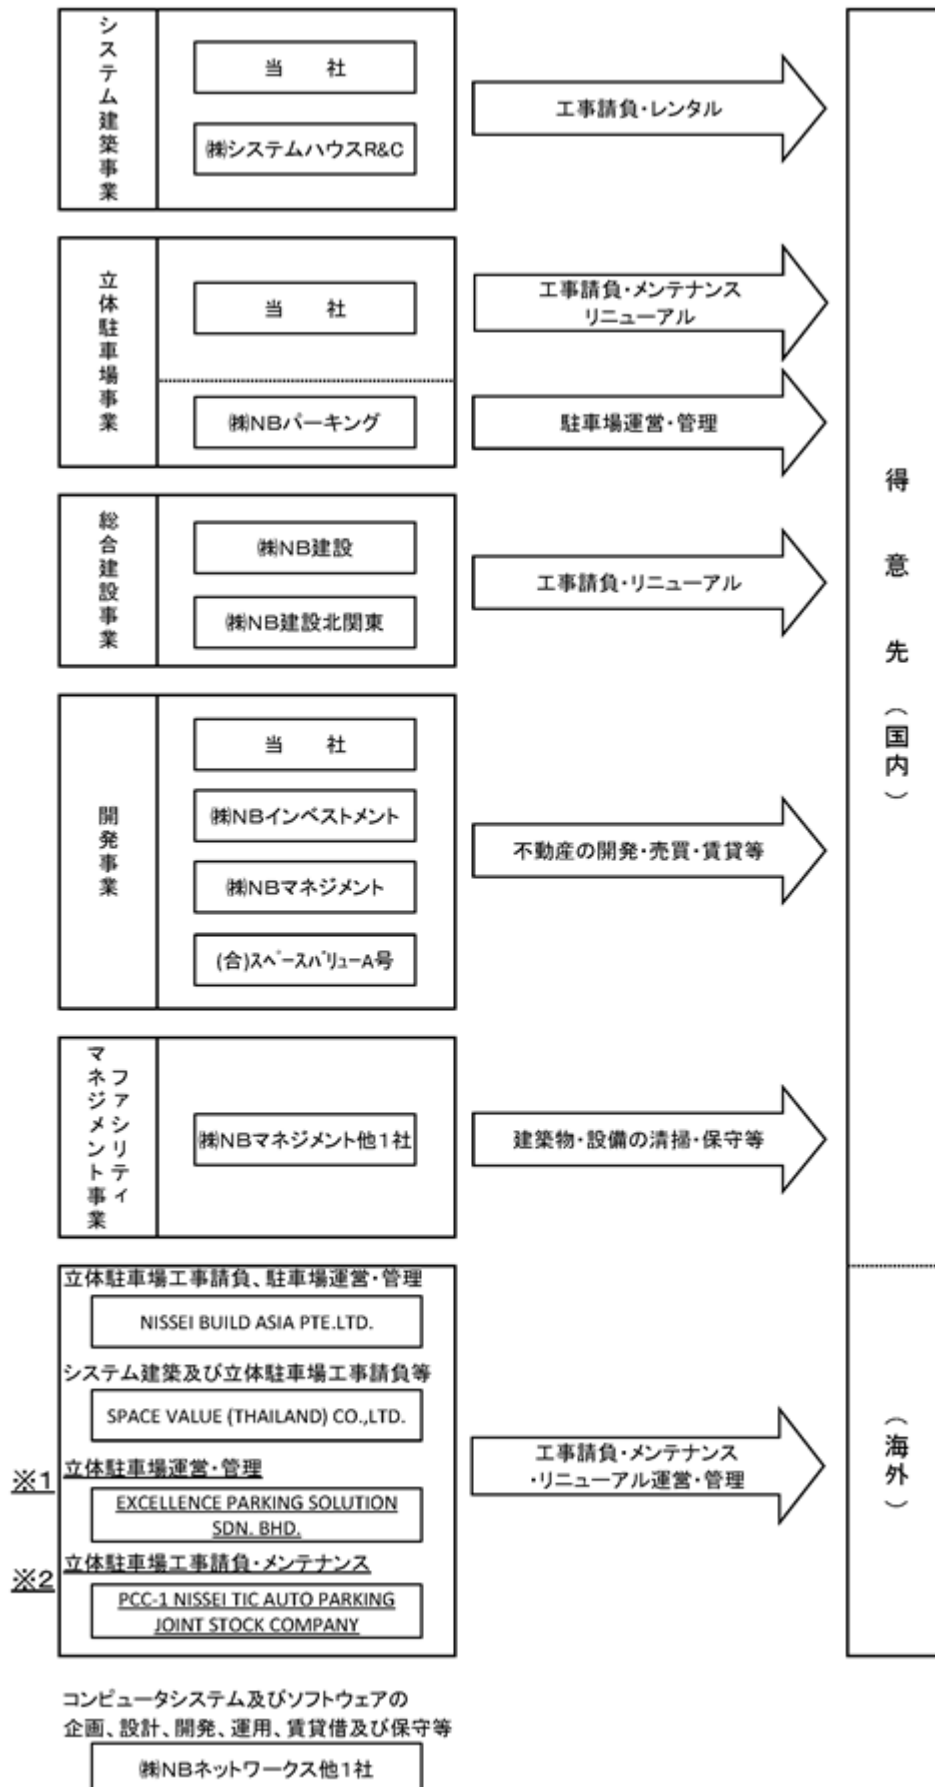 システム建築事業
当　社
㈱システムハウスR&C
工事請負・レンタル
立体駐車場事業
当　社
工事請負・メンテナンス
リニューアル
㈱NBパーキング
駐車場運営・管理
総合建設事業
㈱NB建設
㈱NB建設北関東
工事請負・リニューアル
開発事業
当　社
㈱NBインベストメント
㈱NBマネジメント
(合)ｽﾍﾟｰｽﾊﾞﾘｭｰA号
不動産の開発・売買・賃貸等
ファシリティ
マネジメント事業
㈱NBマネジメント他1社
建築物・設備の清掃・保守等
得意先（国内）
立体駐車場工事請負、駐車場運営・管理
NISSEI BUILD ASIA PTE.LTD.
システム建築及び立体駐車場工事請負等
SPACE VALUE (THAILAND) CO.,LTD.
※1
立体駐車場運営・管理
EXCELLENCE PARKING SOLUTION
SDN. BHD.
※2
立体駐車場工事請負・メンテナンス
PCC-1 NISSEI TIC AUTO PARKING
JOINT STOCK COMPANY
工事請負・メンテナンス
・リニューアル運営・管理
（海外）
コンピュータシステム及びソフトウェアの
企画、設計、開発、運用、賃貸借及び保守等
㈱NBネットワークス他1社